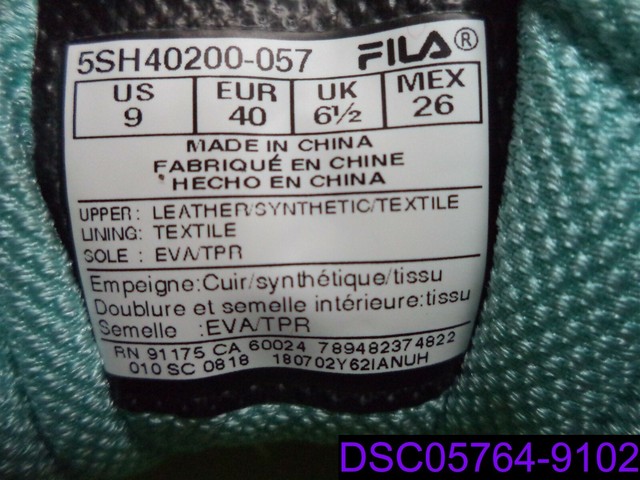 5SH40200-057 FILA®
US EUR UK MEX
9 40 6½ 26
MADE IN CHINA
FABRIQUÉ EN CHINE
HECHO EN CHINA
UPPER: LEATHER/SYNTHETIC/TEXTILE
LINING: TEXTILE
SOLE : EVA/TPR
Empeigne:Cuir/synthétique/tissu
Doublure et semelle intérieure:tissu
Semelle :EVA/TPR
RN 91175 CA 60024 789482374822
010 SC 0818 180702Y62IANUH
DSC05764-9102